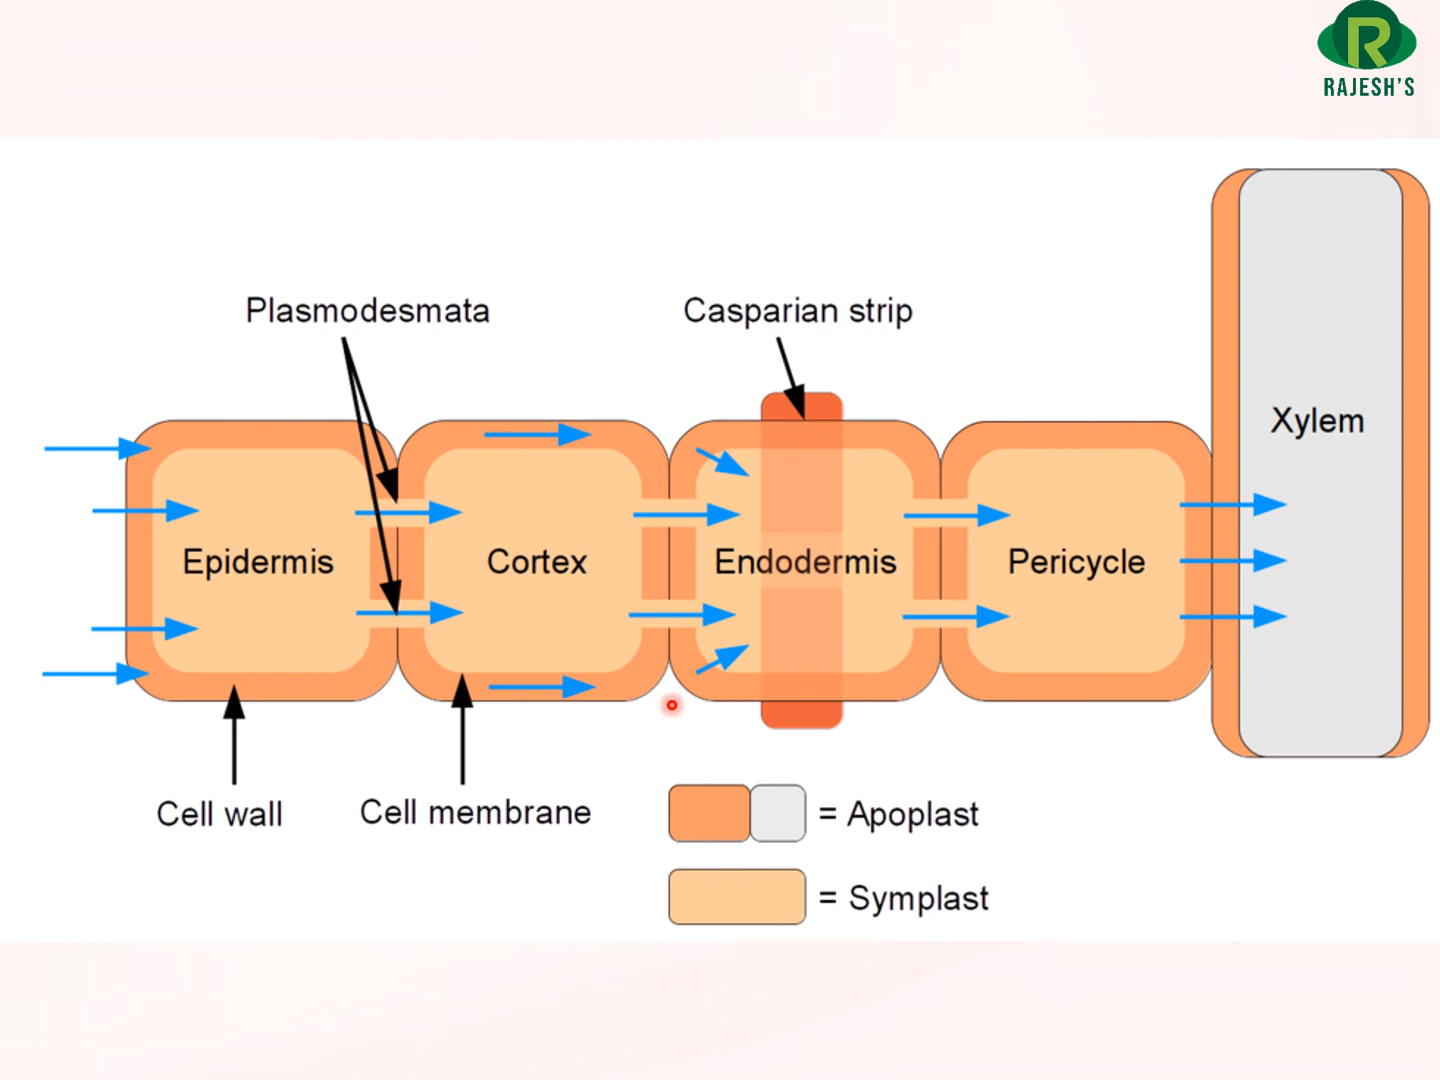 RAJESH'S
Plasmodesmata
Casparian strip
Xylem
Epidermis
Cortex
Endodermis
Pericycle
Cell wall
Cell membrane
= Apoplast
= Symplast